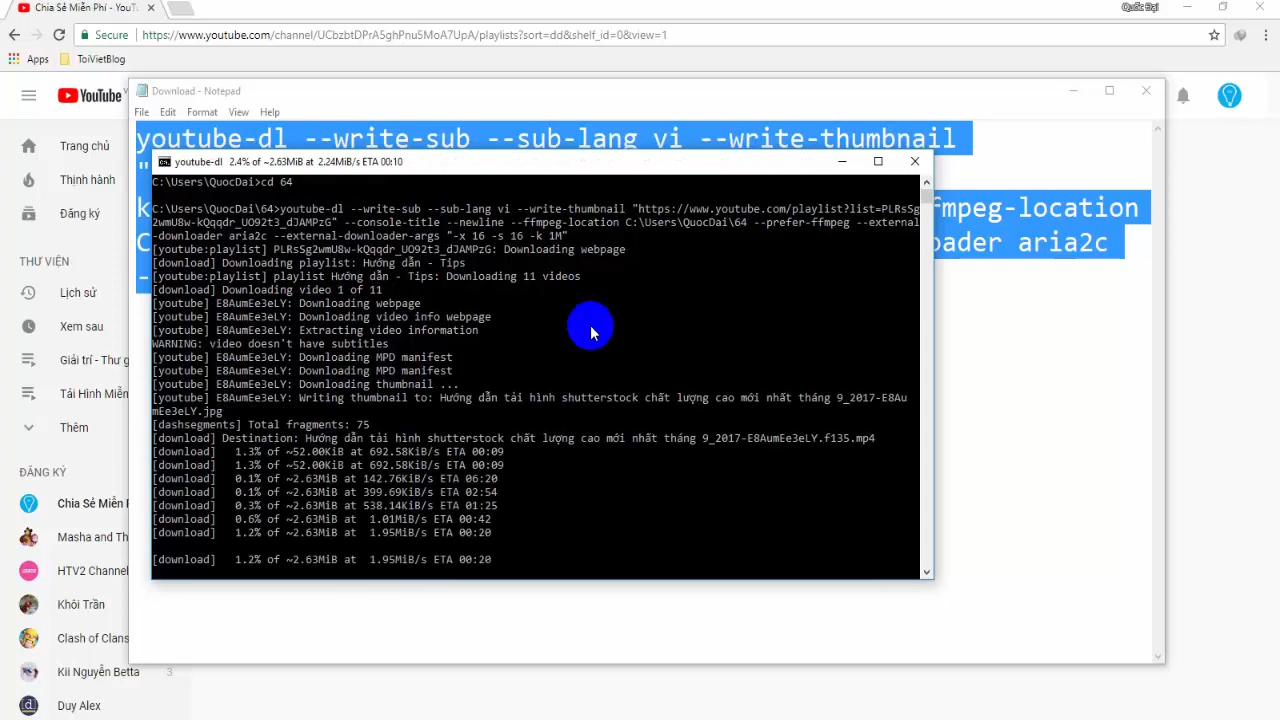 Chia Sẻ Miễn Phí - YouT
Quốc Đại
Secure
https://www.youtube.com/channel/UCbzbtDPrA5ghPnu5MoA7UpA/playlists?sort=dd&shelf_id=0&view=1
Apps
ToiVietBlog
YouTube
Trang chủ
Thịnh hành
Đăng ký
THƯ VIỆN
Lịch sử
Xem sau
Giải trí - Thư g
Tải Hình Miễn
Thêm
ĐĂNG KÝ
Chia Sẻ Miễn P
Masha and Th
HTV2 Channel
Khôi Trần
Clash of Clans
Kii Nguyễn Betta 3
Duy Alex
Download - Notepad
File Edit Format View Help
youtube-dl --write-sub --sub-lang vi --write-thumbnail
"
k
fmpeg-location
C
oader aria2c
-
youtube-dl 2.4% of ~2.63MiB at 2.24MiB/s ETA 00:10
C:\Users\QuocDai>cd 64
C:\Users\QuocDai\64>youtube-dl --write-sub --sub-lang vi --write-thumbnail "https://www.youtube.com/playlist?list=PLRsSg
2wmU8w-kQqqdr_UO92t3_dJAMPzG" --console-title --newline --ffmpeg-location C:\Users\QuocDai\64 --prefer-ffmpeg --external
-downloader aria2c --external-downloader-args "-x 16 -s 16 -k 1M"
[youtube:playlist] PLRsSg2wmU8w-kQqqdr_UO92t3_dJAMPzG: Downloading webpage
[download] Downloading playlist: Hướng dẫn - Tips
[youtube:playlist] playlist Hướng dẫn - Tips: Downloading 11 videos
[download] Downloading video 1 of 11
[youtube] E8AumEe3eLY: Downloading webpage
[youtube] E8AumEe3eLY: Downloading video info webpage
[youtube] E8AumEe3eLY: Extracting video information
WARNING: video doesn't have subtitles
[youtube] E8AumEe3eLY: Downloading MPD manifest
[youtube] E8AumEe3eLY: Downloading MPD manifest
[youtube] E8AumEe3eLY: Downloading thumbnail ...
[youtube] E8AumEe3eLY: Writing thumbnail to: Hướng dẫn tải hình shutterstock chất lượng cao mới nhất tháng 9_2017-E8Au
mEe3eLY.jpg
[dashsegments] Total fragments: 75
[download] Destination: Hướng dẫn tải hình shutterstock chất lượng cao mới nhất tháng 9_2017-E8AumEe3eLY.f135.mp4
[download] 1.3% of ~52.00KiB at 692.58KiB/s ETA 00:09
[download] 1.3% of ~52.00KiB at 692.58KiB/s ETA 00:09
[download] 0.1% of ~2.63MiB at 142.76KiB/s ETA 06:20
[download] 0.1% of ~2.63MiB at 399.69KiB/s ETA 02:54
[download] 0.3% of ~2.63MiB at 538.14KiB/s ETA 01:25
[download] 0.6% of ~2.63MiB at 1.01MiB/s ETA 00:42
[download] 1.2% of ~2.63MiB at 1.95MiB/s ETA 00:20
[download] 1.2% of ~2.63MiB at 1.95MiB/s ETA 00:20